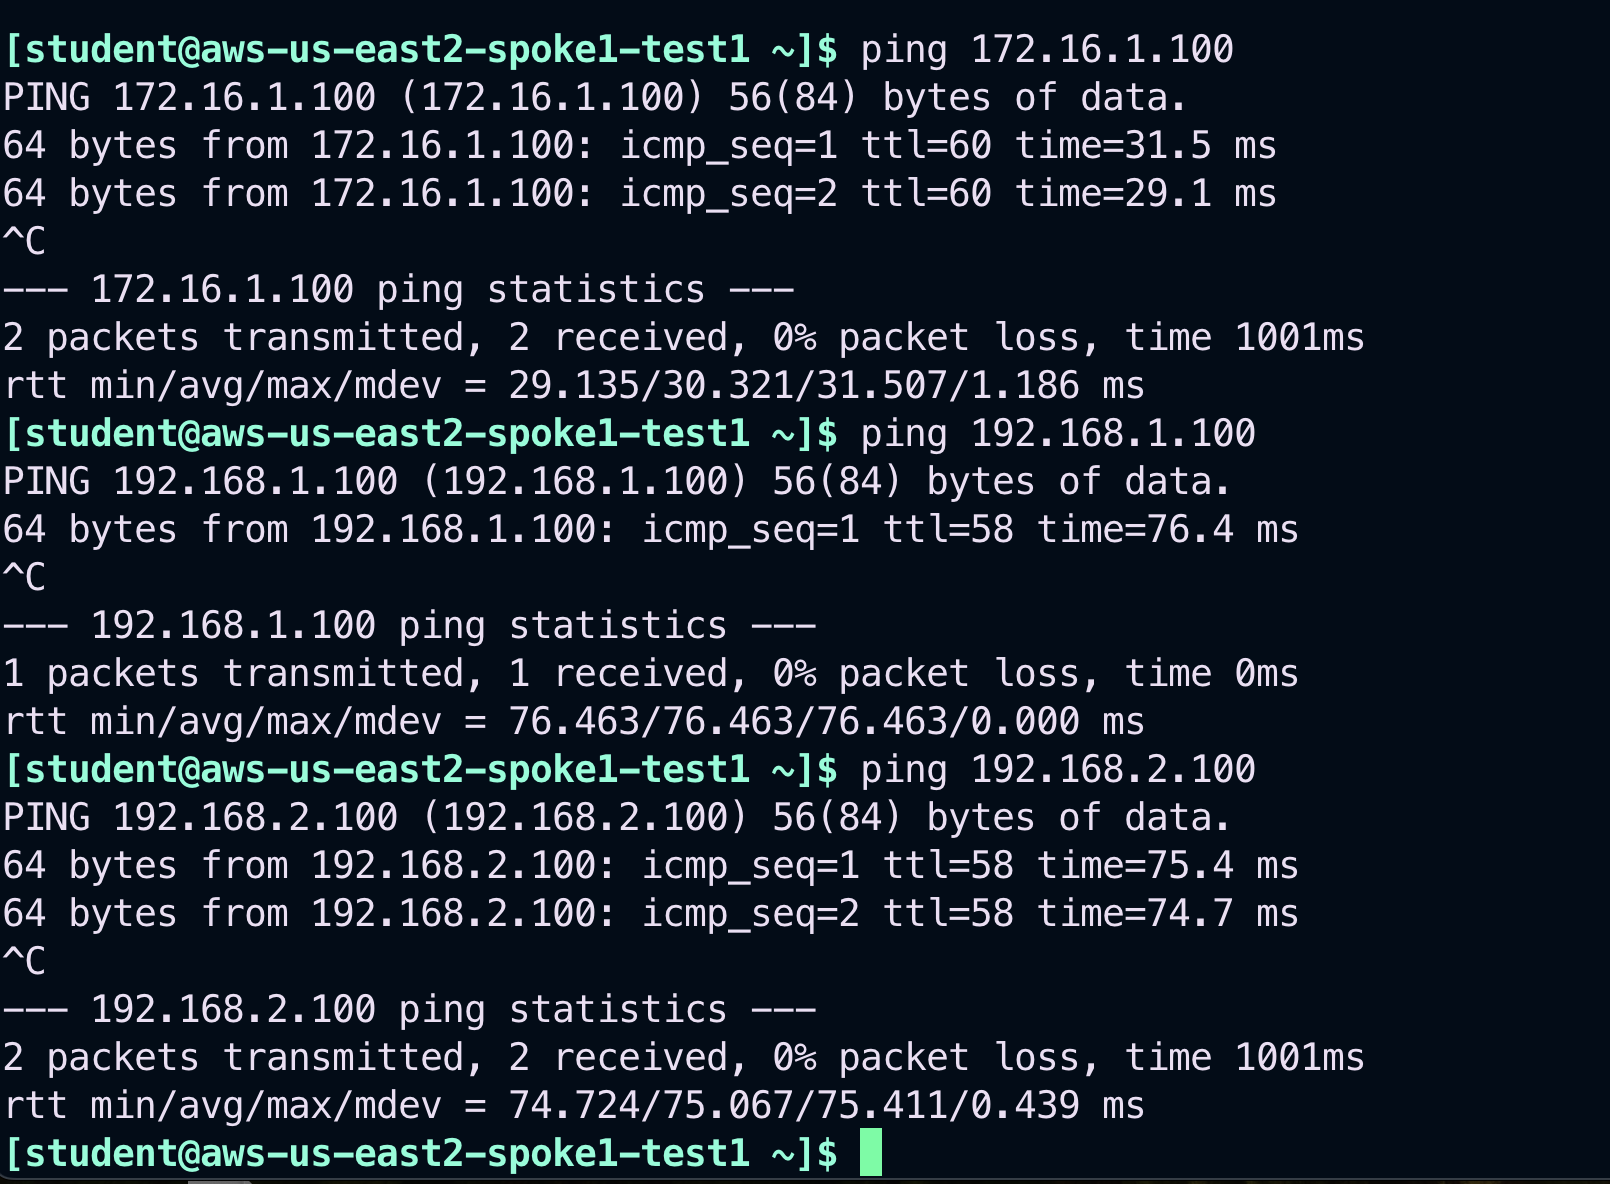 [student@aws-us-east2-spoke1-test1 ~]$ ping 172.16.1.100
PING 172.16.1.100 (172.16.1.100) 56(84) bytes of data.
64 bytes from 172.16.1.100: icmp_seq=1 ttl=60 time=31.5 ms
64 bytes from 172.16.1.100: icmp_seq=2 ttl=60 time=29.1 ms
^C
--- 172.16.1.100 ping statistics ---
2 packets transmitted, 2 received, 0% packet loss, time 1001ms
rtt min/avg/max/mdev = 29.135/30.321/31.507/1.186 ms
[student@aws-us-east2-spoke1-test1 ~]$ ping 192.168.1.100
PING 192.168.1.100 (192.168.1.100) 56(84) bytes of data.
64 bytes from 192.168.1.100: icmp_seq=1 ttl=58 time=76.4 ms
^C
--- 192.168.1.100 ping statistics ---
1 packets transmitted, 1 received, 0% packet loss, time 0ms
rtt min/avg/max/mdev = 76.463/76.463/76.463/0.000 ms
[student@aws-us-east2-spoke1-test1 ~]$ ping 192.168.2.100
PING 192.168.2.100 (192.168.2.100) 56(84) bytes of data.
64 bytes from 192.168.2.100: icmp_seq=1 ttl=58 time=75.4 ms
64 bytes from 192.168.2.100: icmp_seq=2 ttl=58 time=74.7 ms
^C
--- 192.168.2.100 ping statistics ---
2 packets transmitted, 2 received, 0% packet loss, time 1001ms
rtt min/avg/max/mdev = 74.724/75.067/75.411/0.439 ms
[student@aws-us-east2-spoke1-test1 ~]$